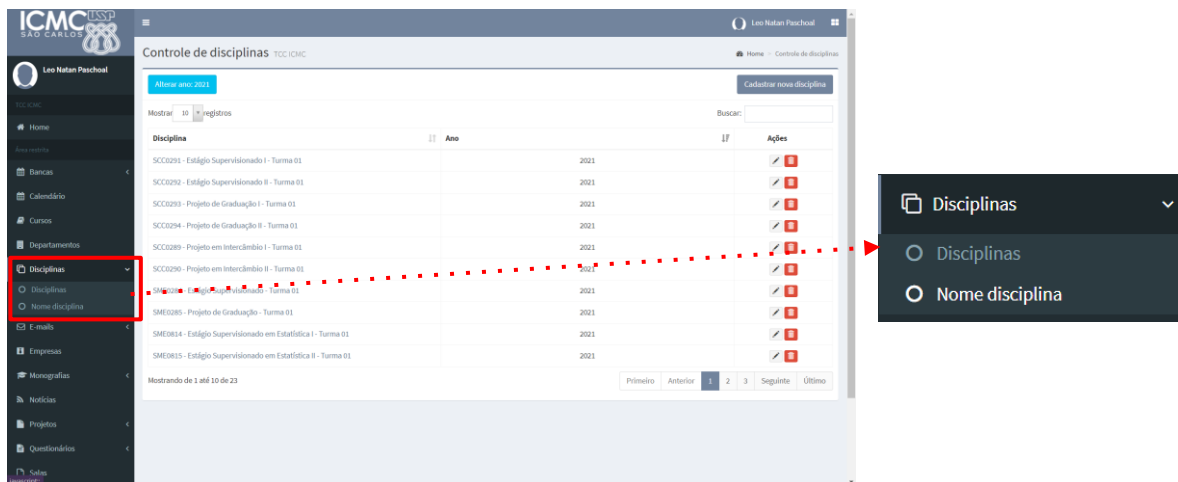 ICMC USP
SÃO CARLOS
Leo Natan Paschoal
Leo Natan Paschoal
TCC ICMC
Home
Área restrita
Bancas
Calendário
Cursos
Departamentos
Disciplinas
Disciplinas
Nome disciplina
E-mails
Empresas
Monografias
Notícias
Projetos
Questionários
Salas
Controle de disciplinas TCC ICMC
Home > Controle de disciplinas
Alterar ano: 2021
Cadastrar nova disciplina
Mostrar 10 registros
Buscar:
Disciplina Ano Ações
SCC0291 - Estágio Supervisionado I - Turma 01 2021
SCC0292 - Estágio Supervisionado II - Turma 01 2021
SCC0293 - Projeto de Graduação I - Turma 01 2021
SCC0294 - Projeto de Graduação II - Turma 01 2021
SCC0289 - Projeto em Intercâmbio I - Turma 01 2021
SCC0290 - Projeto em Intercâmbio II - Turma 01 2021
Estágio Supervisionado - Turma 01 2021
SME0285 - Projeto de Graduação - Turma 01 2021
SME0814 - Estágio Supervisionado em Estatística I - Turma 01 2021
SME0815 - Estágio Supervisionado em Estatística II - Turma 01 2021
Mostrando de 1 até 10 de 23
Primeiro Anterior 1 2 3 Seguinte Último
Disciplinas
Disciplinas
Nome disciplina